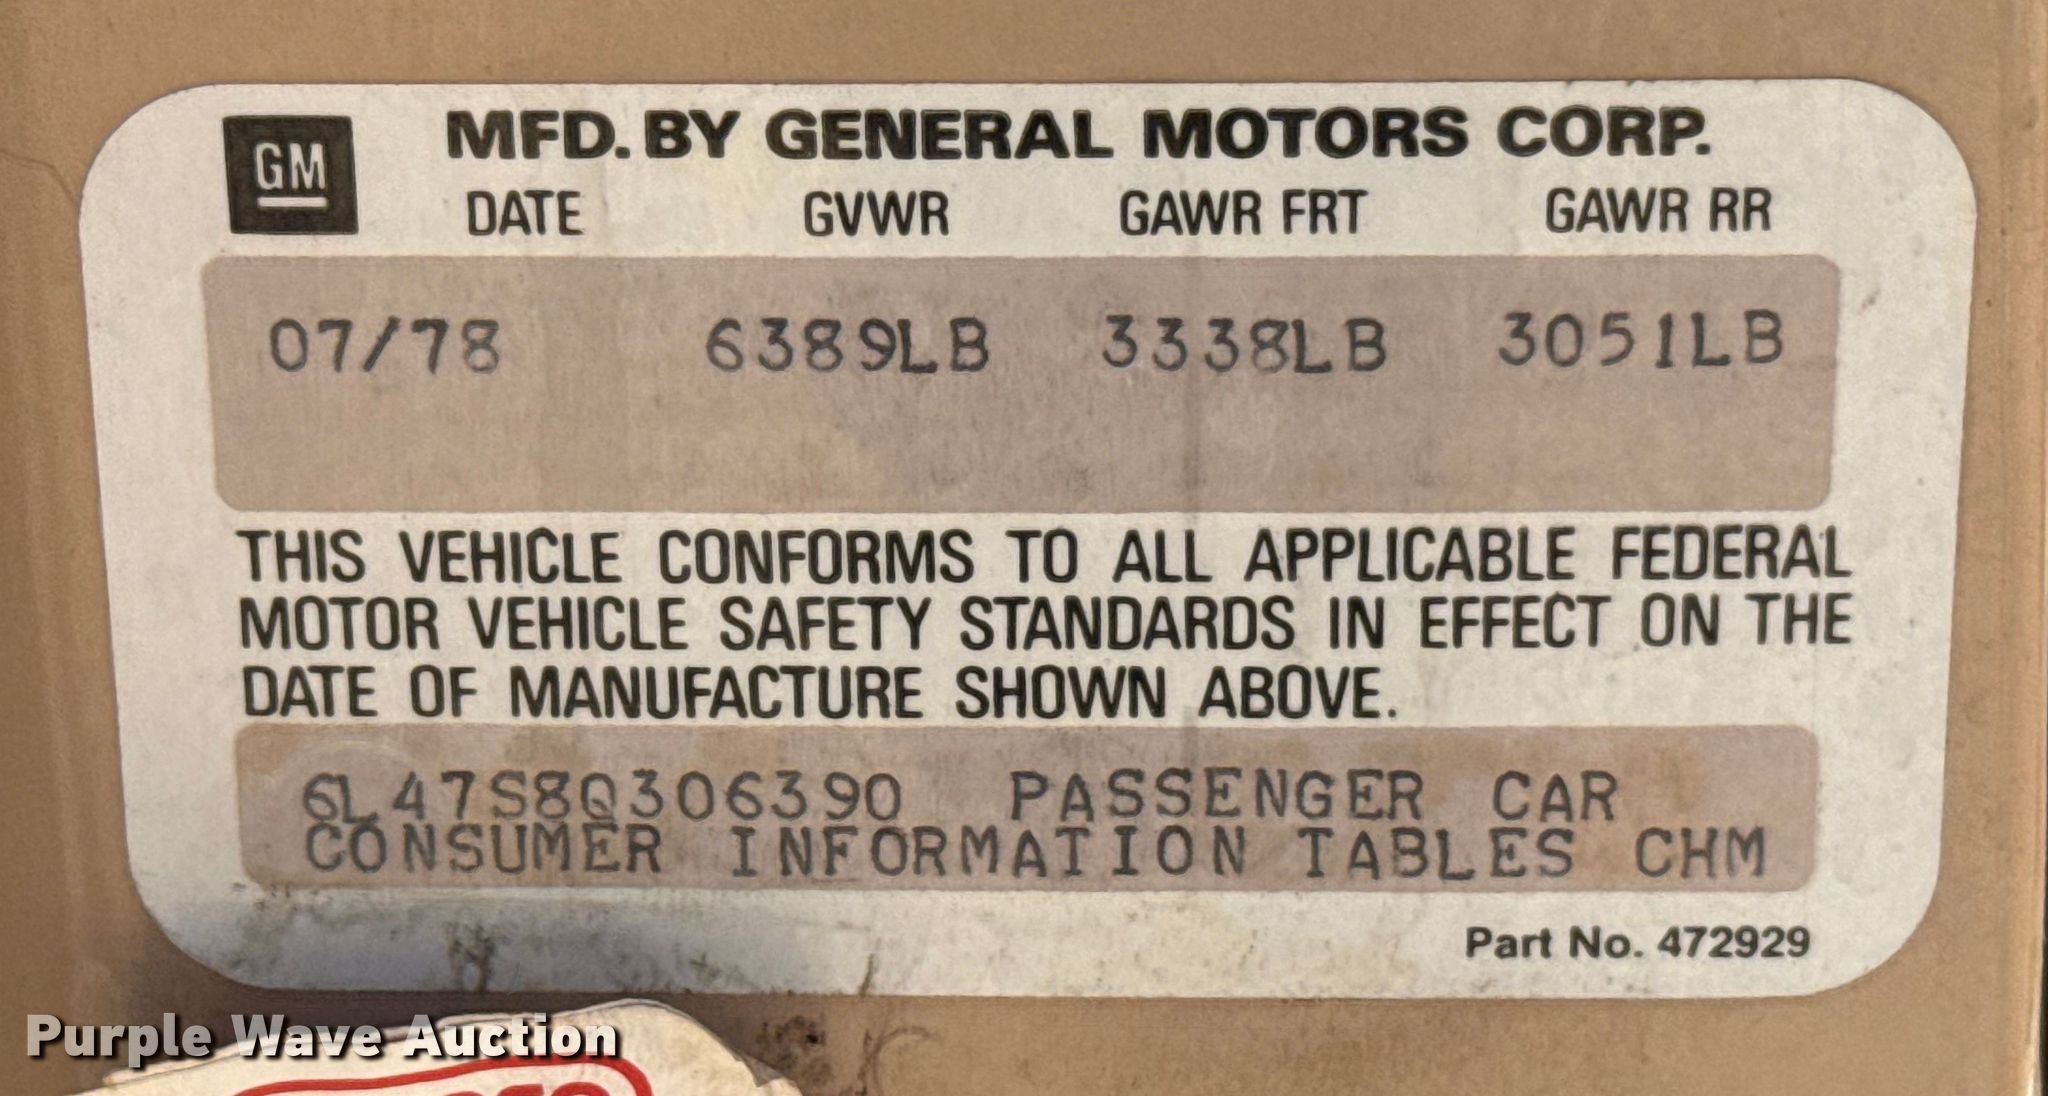 GM
MFD. BY GENERAL MOTORS CORP.
DATE GVWR GAWR FRT GAWR RR
07/78 6389LB 3338LB 3051LB
THIS VEHICLE CONFORMS TO ALL APPLICABLE FEDERAL
MOTOR VEHICLE SAFETY STANDARDS IN EFFECT ON THE
DATE OF MANUFACTURE SHOWN ABOVE.
6L47S8Q306390 PASSENGER CAR
CONSUMER INFORMATION TABLES CHM
Part No. 472929
Purple Wave Auction